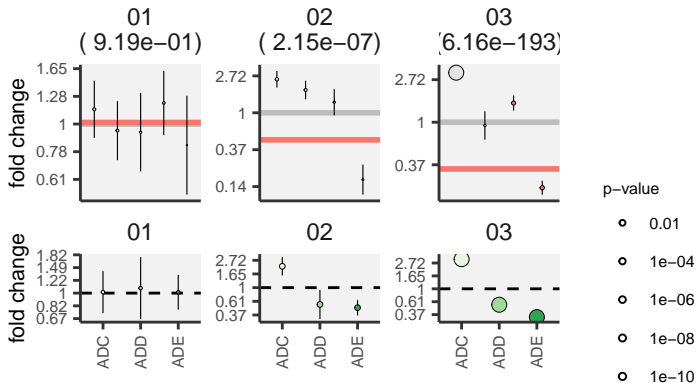 01 02 03
( 9.19e−01) ( 2.15e−07) (6.16e−193)
fold change
1.65
1.28
1
0.78
0.61
2.72
1
0.37
0.14
2.72
1
0.37
01 02 03
fold change
1.82
1.49
1.22
1
0.82
0.67
2.72
1.65
1
0.61
0.37
2.72
1.65
1
0.61
0.37
ADC ADD ADE ADC ADD ADE ADC ADD ADE
p−value
0.01
1e−04
1e−06
1e−08
1e−10